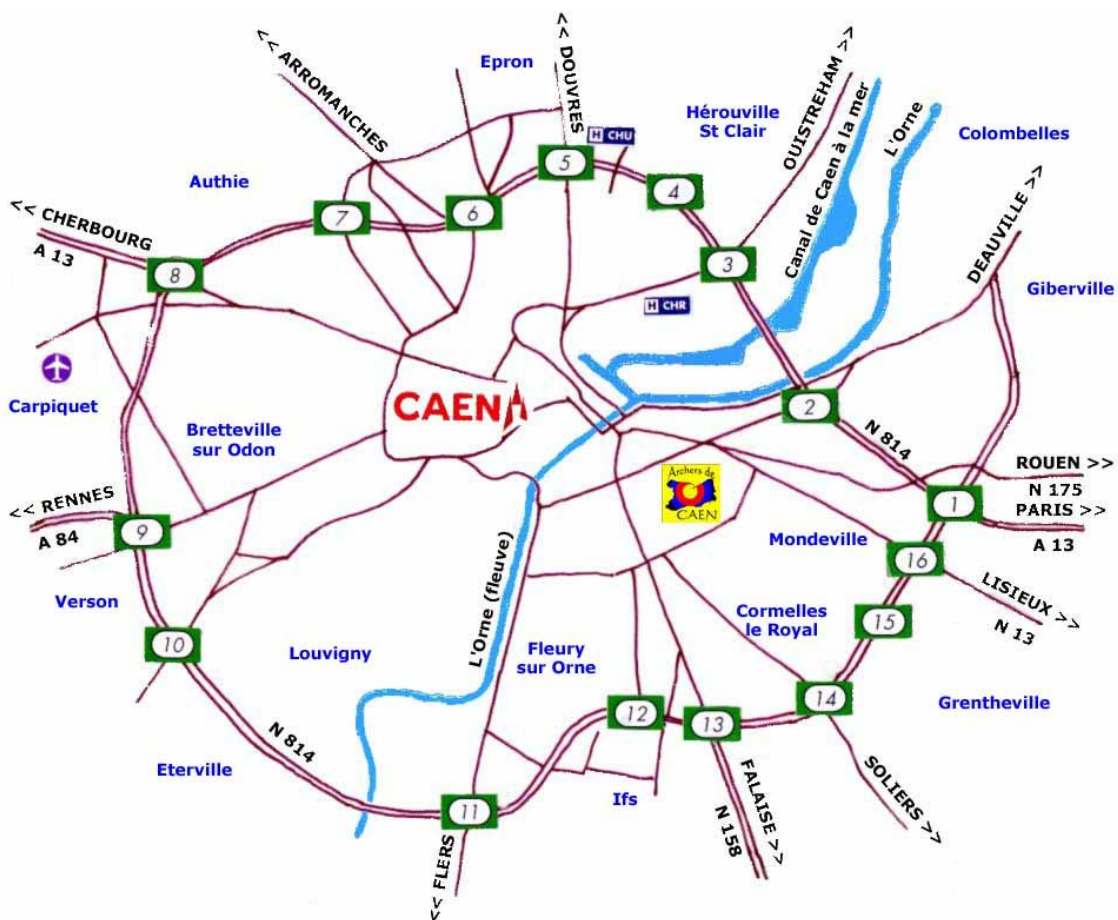 << DOUVRES
<< ARROMANCHES
Epron
OUISTREHAM >>
H CHU
Hérouville
St Clair
Canal de Caen à la mer
L'Orne
Colombelles
5
4
Authie
DEAUVILLE >>
<< CHERBOURG
A 13
7
6
8
3
Giberville
H CHR
Carpiquet
CAEN
2
Bretteville
sur Odon
N 814
ROUEN >>
N 175
PARIS >>
A 13
Archers de
CAEN
<< RENNES
A 84
9
1
Mondeville
16
LISIEUX >>
N 13
Verson
L'Orne (fleuve)
Cormelles
le Royal
15
10
Louvigny
Fleury
sur Orne
14
Grentheville
12
13
N 814
Eterville
SOLIERS >>
FALAISE >>
N 158
Ifs
11
<< FLERS